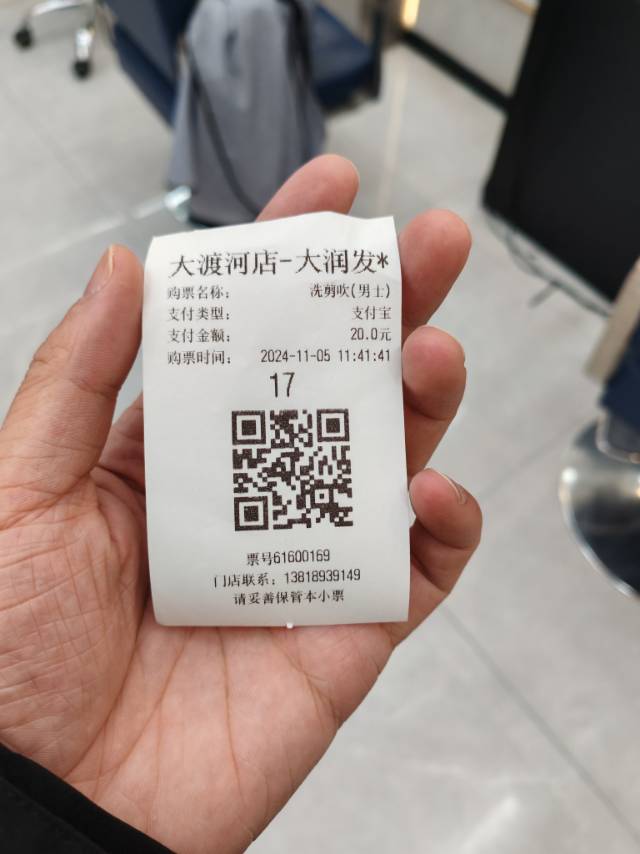 大渡河店-大润发*
购票名称： 洗剪吹(男士)
支付类型： 支付宝
支付金额： 20.0元
购票时间： 2024-11-05 11:41:41
17
票号61600169
门店联系：13818939149
请妥善保管本小票